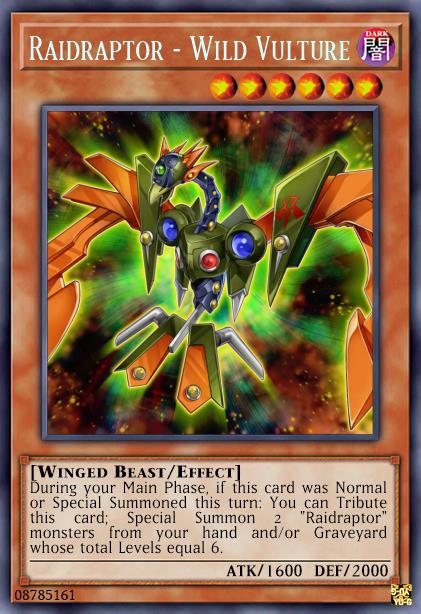 Raidraptor - Wild Vulture
DARK
闇
[Winged Beast/Effect]
During your Main Phase, if this card was Normal
or Special Summoned this turn: You can Tribute
this card; Special Summon 2 "Raidraptor"
monsters from your hand and/or Graveyard
whose total Levels equal 6.
ATK/1600 DEF/2000
08785161